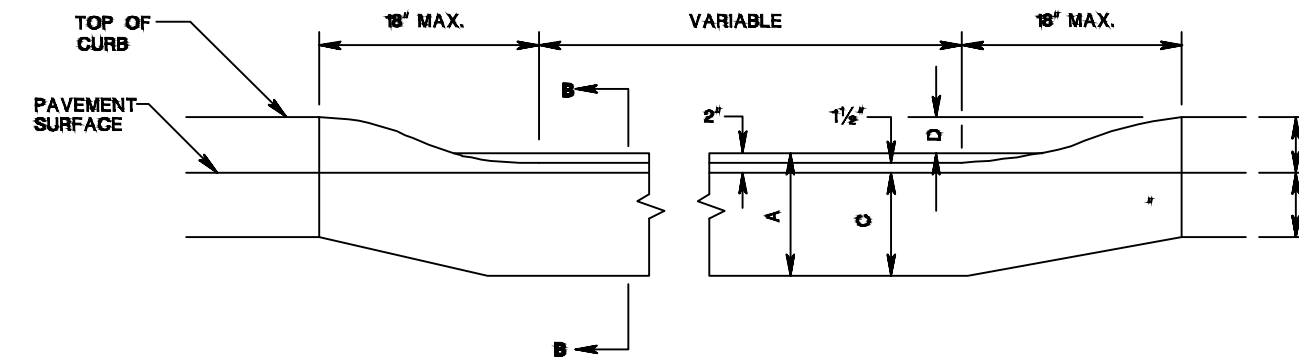 TOP OF
CURB
18" MAX.
VARIABLE
18" MAX.
PAVEMENT
SURFACE
B
2"
1½"
D
A
C
"
B